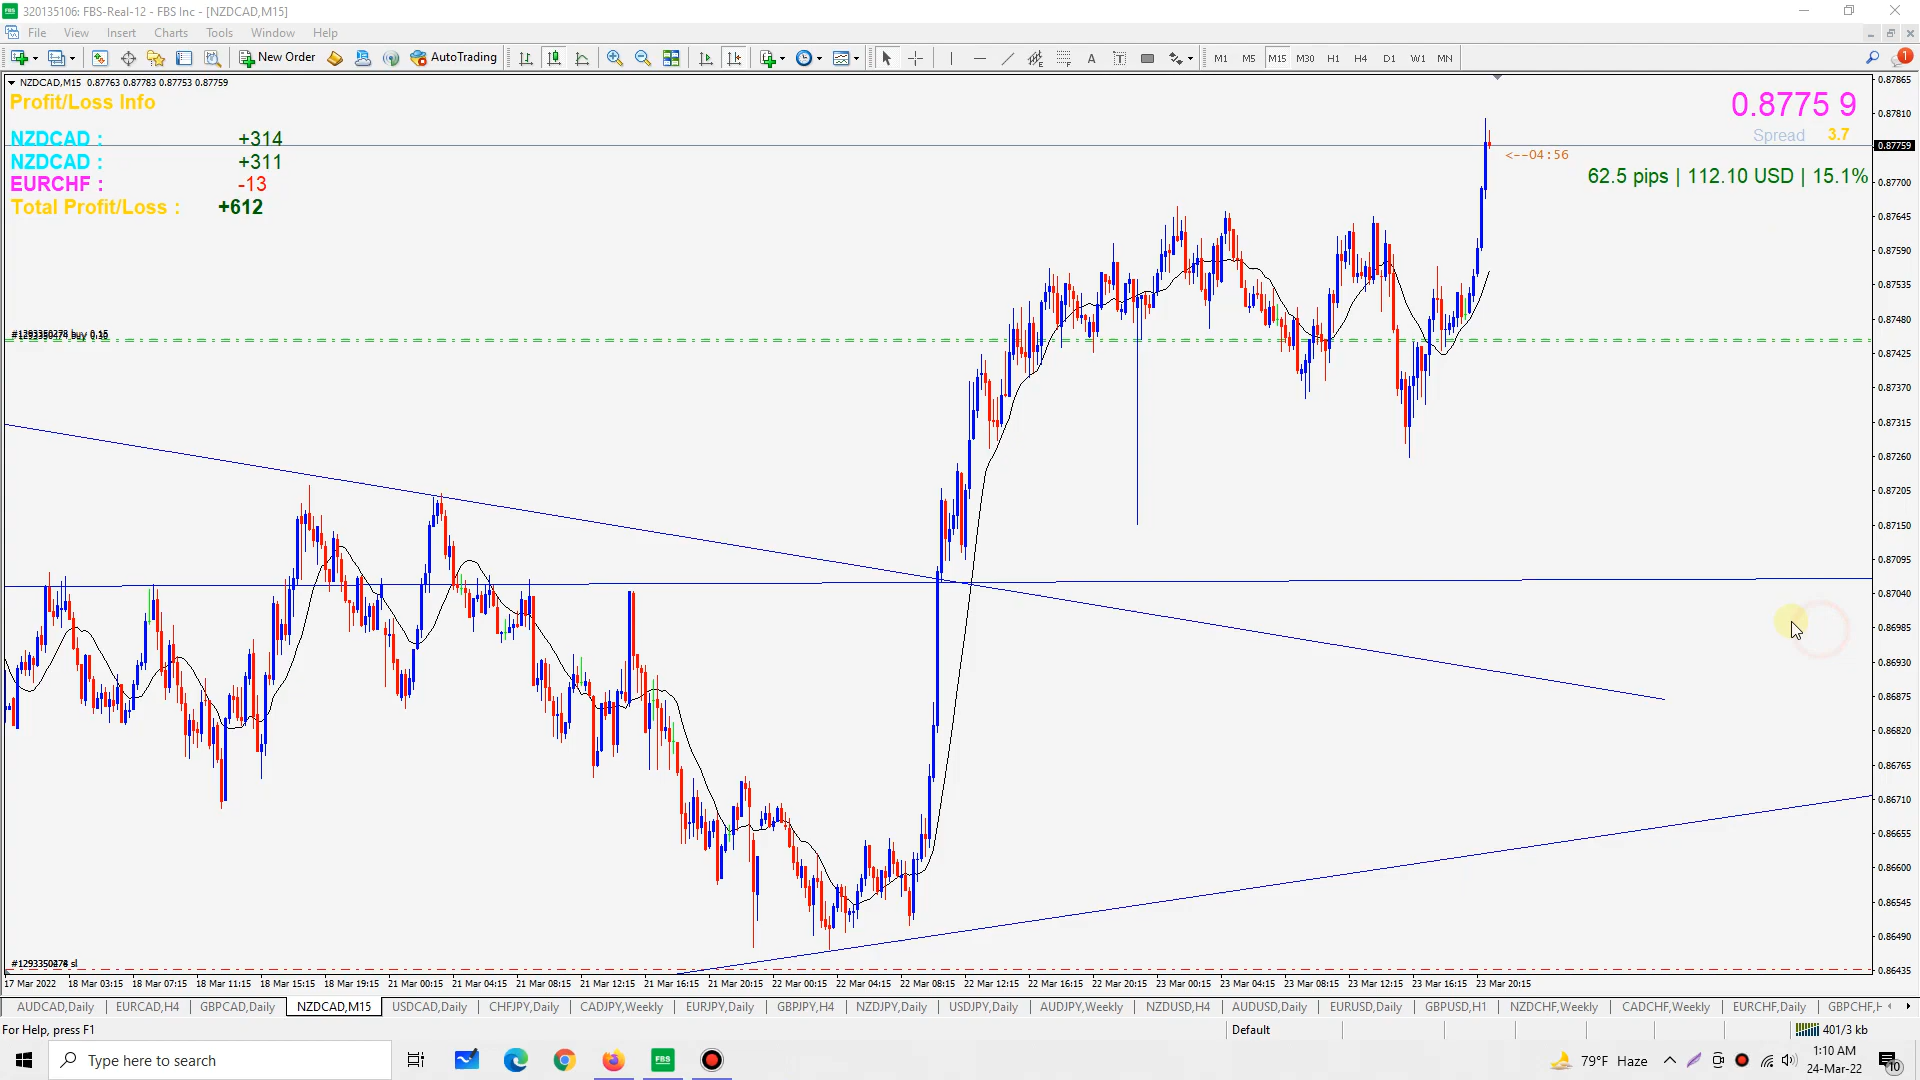 320135106: FBS-Real-12 - FBS Inc - [NZDCAD,M15]
File View Insert Charts Tools Window Help
New Order AutoTrading A T M1 M5 M15 M30 H1 H4 D1 W1 MN 1
NZDCAD,M15 0.87763 0.87783 0.87753 0.87759
Profit/Loss Info
NZDCAD : +314
NZDCAD : +311
EURCHF : -13
Total Profit/Loss : +612
0.8775 9
Spread 3.7
<--04:56
62.5 pips | 112.10 USD | 15.1%
0.87865
0.87810
0.87759
0.87700
0.87645
0.87590
0.87535
0.87480
0.87425
0.87370
0.87315
0.87260
0.87205
0.87150
0.87095
0.87040
0.86985
0.86930
0.86875
0.86820
0.86765
0.86710
0.86655
0.86600
0.86545
0.86490
0.86435
17 Mar 2022 18 Mar 03:15 18 Mar 07:15 18 Mar 11:15 18 Mar 15:15 18 Mar 19:15 21 Mar 00:15 21 Mar 04:15 21 Mar 08:15 21 Mar 12:15 21 Mar 16:15 21 Mar 20:15 22 Mar 00:15 22 Mar 04:15 22 Mar 08:15 22 Mar 12:15 22 Mar 16:15 22 Mar 20:15 23 Mar 00:15 23 Mar 04:15 23 Mar 08:15 23 Mar 12:15 23 Mar 16:15 23 Mar 20:15
AUDCAD,Daily EURCAD,H4 GBPCAD,Daily NZDCAD,M15 USDCAD,Daily CHFJPY,Daily CADJPY,Weekly EURJPY,Daily GBPJPY,H4 NZDJPY,Daily USDJPY,Daily AUDJPY,Weekly NZDUSD,H4 AUDUSD,Daily EURUSD,Daily GBPUSD,H1 NZDCHF,Weekly CADCHF,Weekly EURCHF,Daily GBPCHF,H
For Help, press F1 Default 401/3 kb
Type here to search FBS 79°F Haze 1:10 AM
24-Mar-22 10